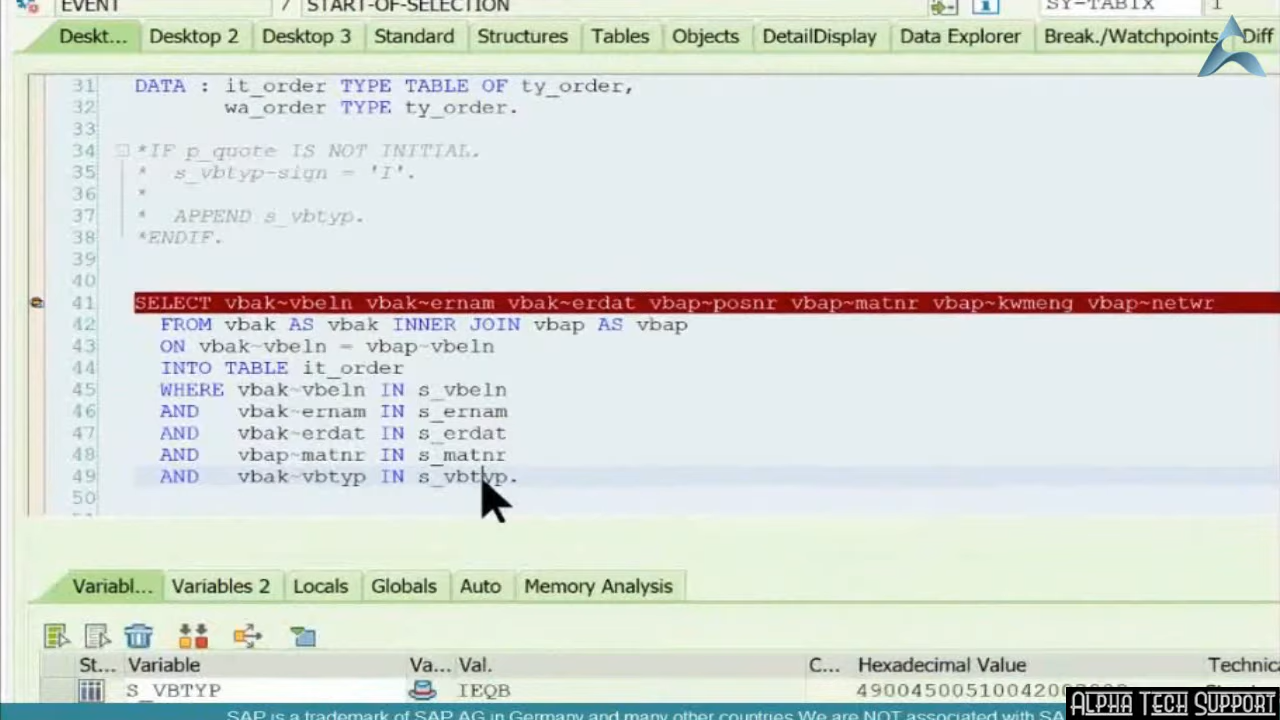 EVENT / START-OF-SELECTION SY-TABIX 1
Deskt... Desktop 2 Desktop 3 Standard Structures Tables Objects DetailDisplay Data Explorer Break./Watchpoints Diff
31 DATA : it_order TYPE TABLE OF ty_order,
32 wa_order TYPE ty_order.
33
34 *IF p_quote IS NOT INITIAL.
35 * s_vbtyp-sign = 'I'.
36 *
37 * APPEND s_vbtyp.
38 *ENDIF.
39
40
41 SELECT vbak~vbeln vbak~ernam vbak~erdat vbap~posnr vbap~matnr vbap~kwmeng vbap~netwr
42 FROM vbak AS vbak INNER JOIN vbap AS vbap
43 ON vbak~vbeln = vbap~vbeln
44 INTO TABLE it_order
45 WHERE vbak~vbeln IN s_vbeln
46 AND vbak~ernam IN s_ernam
47 AND vbak~erdat IN s_erdat
48 AND vbap~matnr IN s_matnr
49 AND vbak~vbtyp IN s_vbtyp.
50
Variabl... Variables 2 Locals Globals Auto Memory Analysis
St... Variable Va... Val. C... Hexadecimal Value Technic
S_VBTYP IEQB
SAP is a trademark of SAP AG in Germany and many other countries We are NOT associated with SA
ALPHA TECH SUPPORT